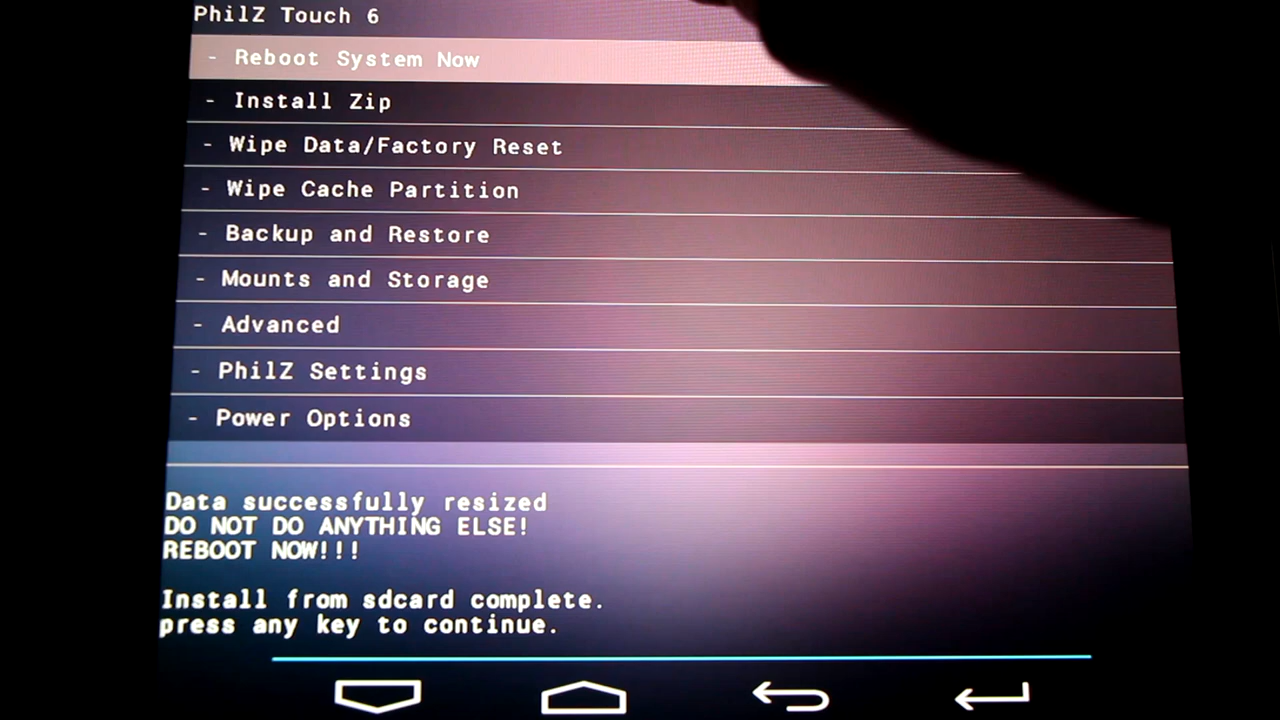 PhilZ Touch 6
- Reboot System Now
- Install Zip
- Wipe Data/Factory Reset
- Wipe Cache Partition
- Backup and Restore
- Mounts and Storage
- Advanced
- PhilZ Settings
- Power Options
Data successfully resized
DO NOT DO ANYTHING ELSE!
REBOOT NOW!!!
Install from sdcard complete.
press any key to continue.